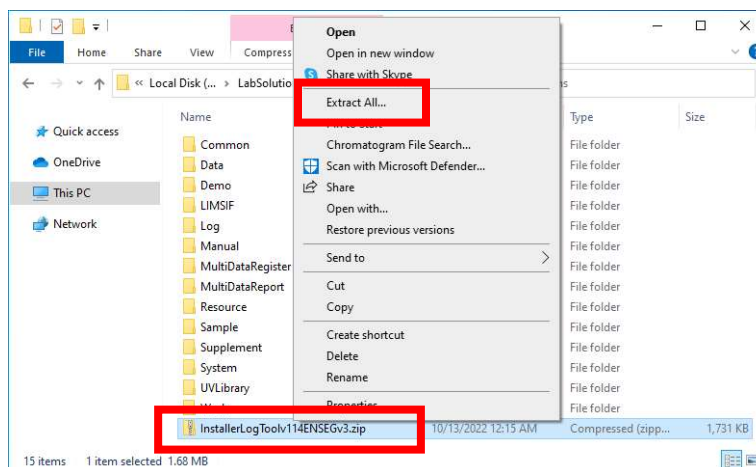 Open
File
Home
Share
View
Compress
Open in new window
Share with Skype
Local Disk (...
LabSolutio
Extract All...
Name
Type
Size
Quick access
OneDrive
This PC
Network
Common
File folder
Data
File folder
Demo
File folder
LIMSIF
File folder
Log
File folder
Manual
File folder
MultiDataRegister
File folder
MultiDataReport
File folder
Resource
File folder
Sample
File folder
Supplement
File folder
System
File folder
UVLibrary
File folder
File folder
Chromatogram File Search...
Scan with Microsoft Defender...
Share
Open with...
Restore previous versions
Send to
Cut
Copy
Create shortcut
Delete
Rename
Properties
InstallerLogToolv114ENSEGv3.zip
10/13/2022 12:15 AM
Compressed (zipp...
1,731 KB
15 items
1 item selected 1.68 MB